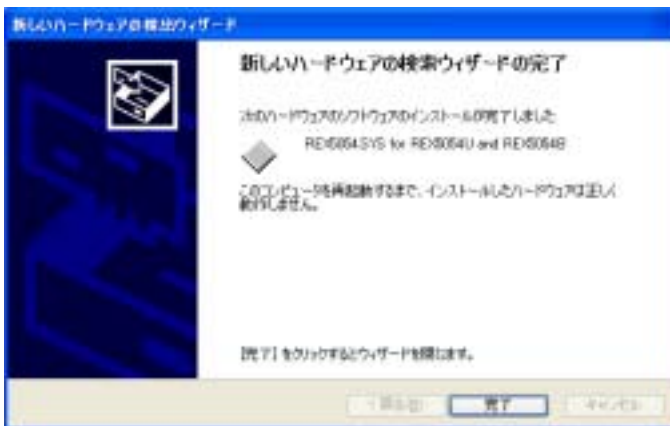 新しいハードウェアの検出ウィザード
新しいハードウェアの検索ウィザードの完了
次のハードウェアのソフトウェアのインストールが完了しました
REX5054.SYS for REX5054U and REX5054B
このコンピュータを再起動するまで、インストールしたハードウェアは正しく
動作しません。
[完了] をクリックするとウィザードを閉じます。
< 戻る(B)
完了
キャンセル